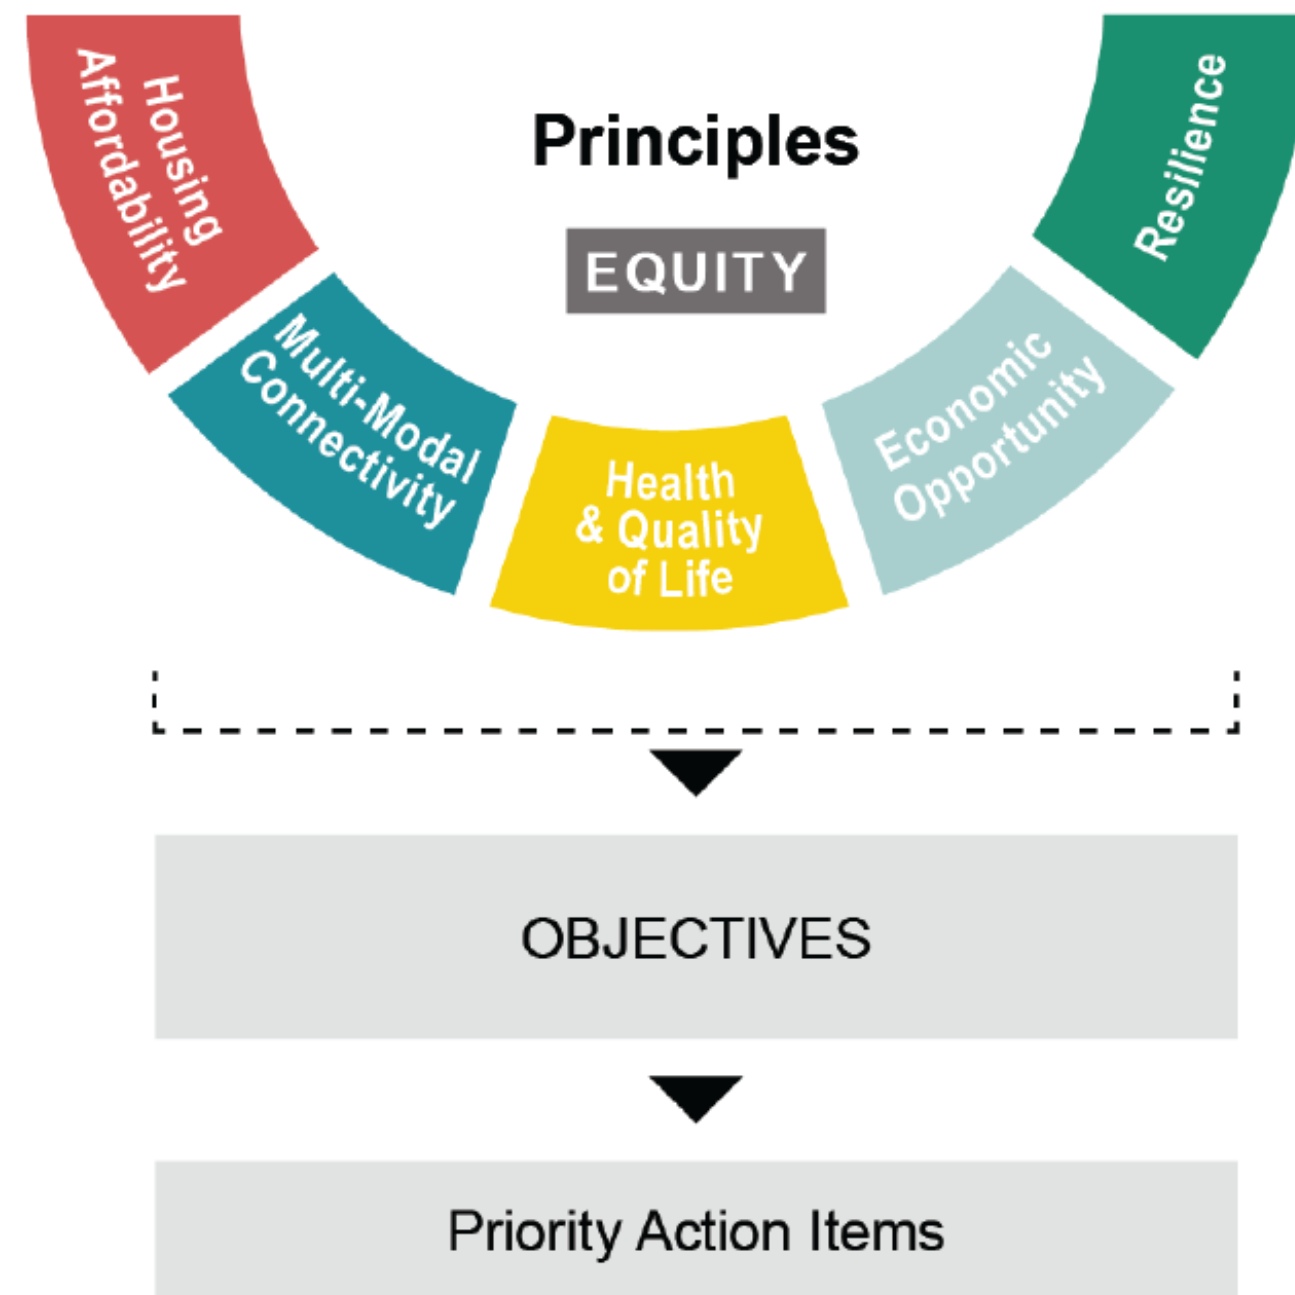 Principles
EQUITY
Housing
Affordability
Multi-Modal
Connectivity
Health
& Quality
of Life
Economic
Opportunity
Resilience
OBJECTIVES
Priority Action Items